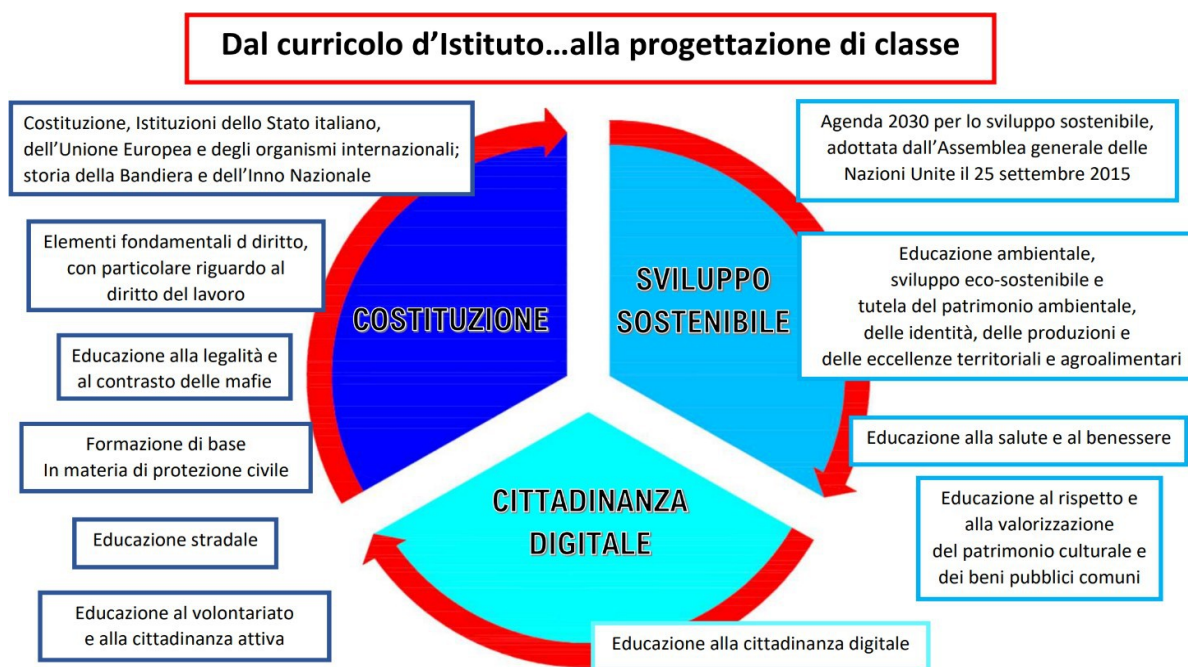 Dal curricolo d'Istituto...alla progettazione di classe
Costituzione, Istituzioni dello Stato italiano,
dell'Unione Europea e degli organismi internazionali;
storia della Bandiera e dell'Inno Nazionale
Elementi fondamentali d diritto,
con particolare riguardo al
diritto del lavoro
Educazione alla legalità e
al contrasto delle mafie
Formazione di base
In materia di protezione civile
Educazione stradale
Educazione al volontariato
e alla cittadinanza attiva
COSTITUZIONE
SVILUPPO
SOSTENIBILE
CITTADINANZA
DIGITALE
Agenda 2030 per lo sviluppo sostenibile,
adottata dall'Assemblea generale delle
Nazioni Unite il 25 settembre 2015
Educazione ambientale,
sviluppo eco-sostenibile e
tutela del patrimonio ambientale,
delle identità, delle produzioni e
delle eccellenze territoriali e agroalimentari
Educazione alla salute e al benessere
Educazione al rispetto e
alla valorizzazione
del patrimonio culturale e
dei beni pubblici comuni
Educazione alla cittadinanza digitale